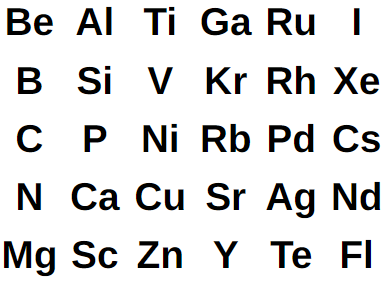 Be Al Ti Ga Ru I
B Si V Kr Rh Xe
C P Ni Rb Pd Cs
N Ca Cu Sr Ag Nd
Mg Sc Zn Y Te Fl